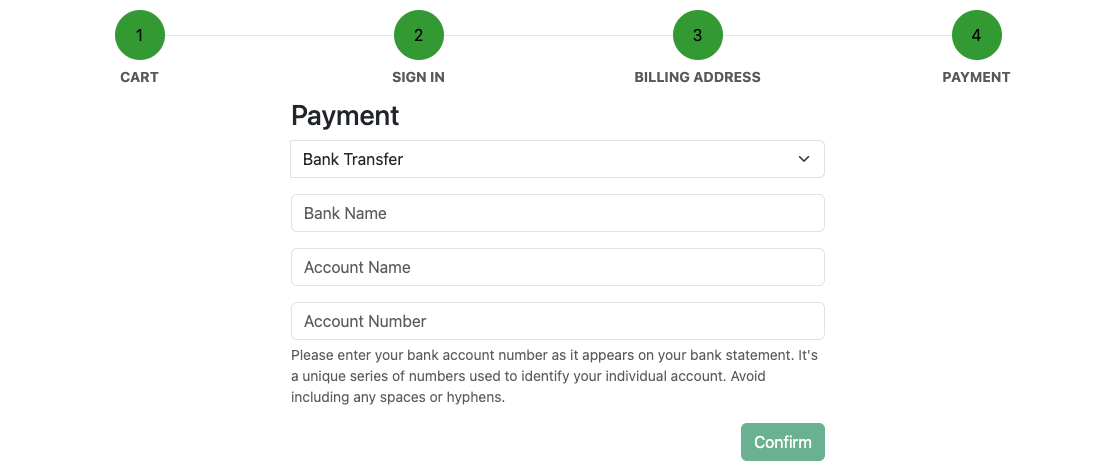 1
2
3
4
CART
SIGN IN
BILLING ADDRESS
PAYMENT
Payment
Bank Transfer
Bank Name
Account Name
Account Number
Please enter your bank account number as it appears on your bank statement. It's
a unique series of numbers used to identify your individual account. Avoid
including any spaces or hyphens.
Confirm